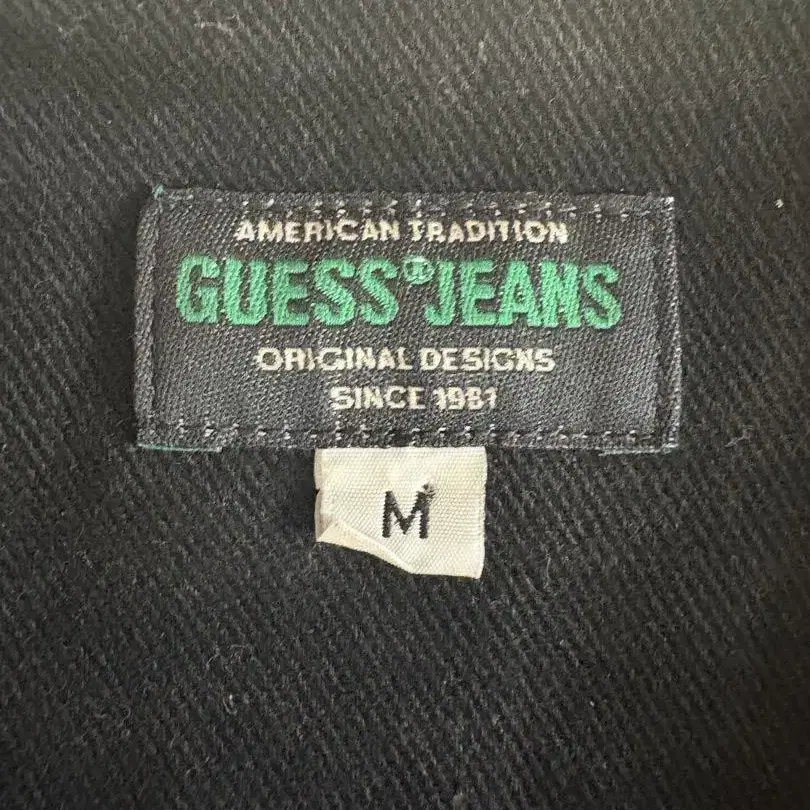 AMERICAN TRADITION
GUESS® JEANS
ORIGINAL DESIGNS
SINCE 1981
M